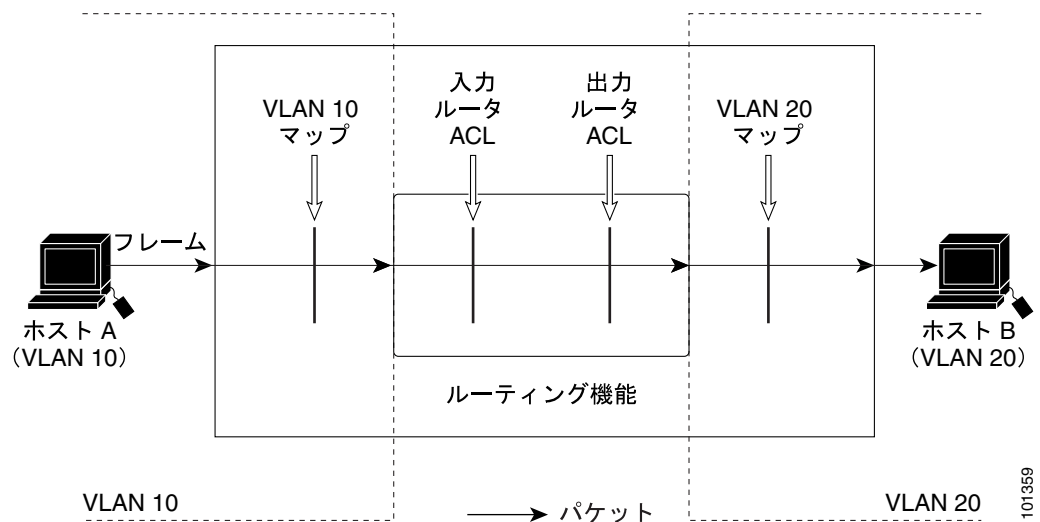 VLAN 10
マップ
入力
ルータ
ACL
出力
ルータ
ACL
VLAN 20
マップ
フレーム
ホスト A
（VLAN 10）
ホスト B
（VLAN 20）
ルーティング機能
VLAN 10
パケット
VLAN 20
101359